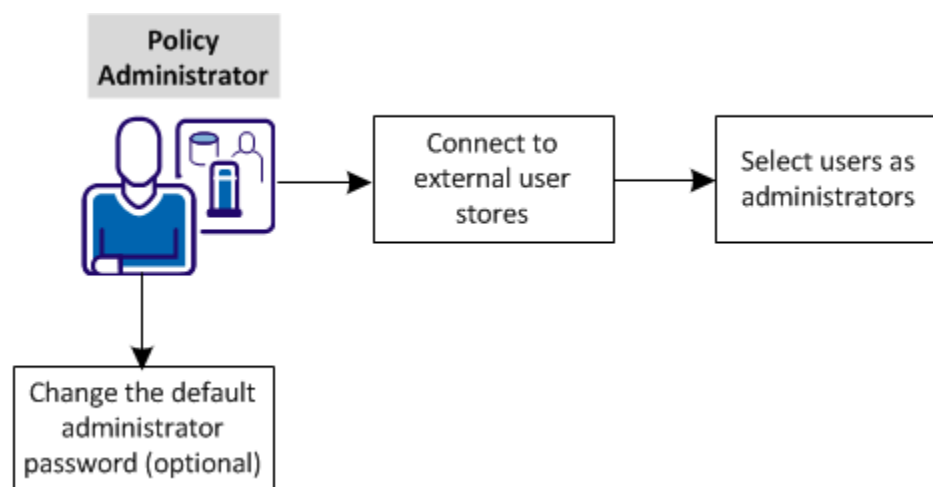 Policy
Administrator
Connect to
external user
stores
Select users as
administrators
Change the default
administrator
password (optional)